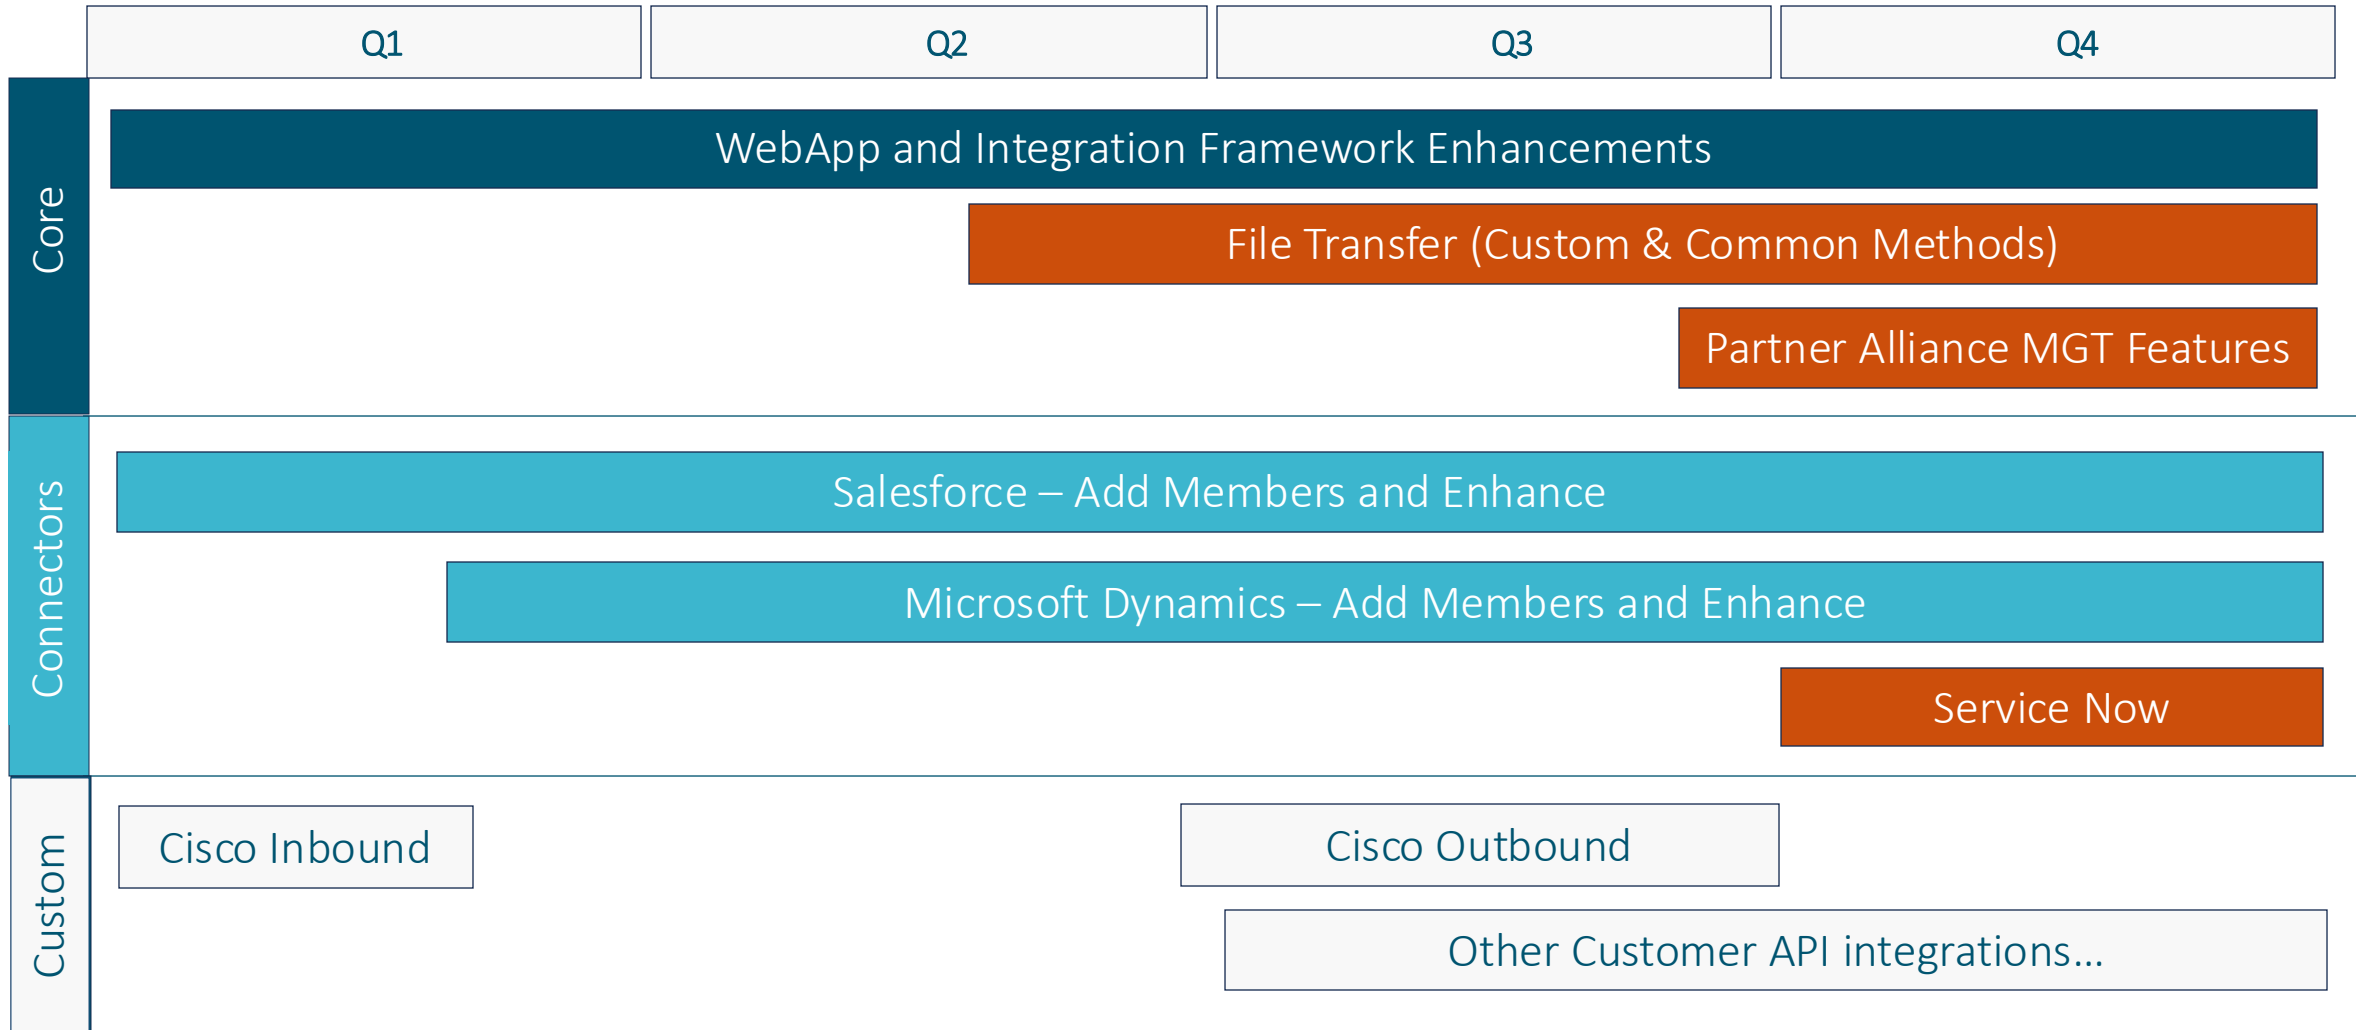 Q1
Q2
Q3
Q4
Core
WebApp and Integration Framework Enhancements
File Transfer (Custom & Common Methods)
Partner Alliance MGT Features
Connectors
Salesforce – Add Members and Enhance
Microsoft Dynamics – Add Members and Enhance
Service Now
Custom
Cisco Inbound
Cisco Outbound
Other Customer API integrations...